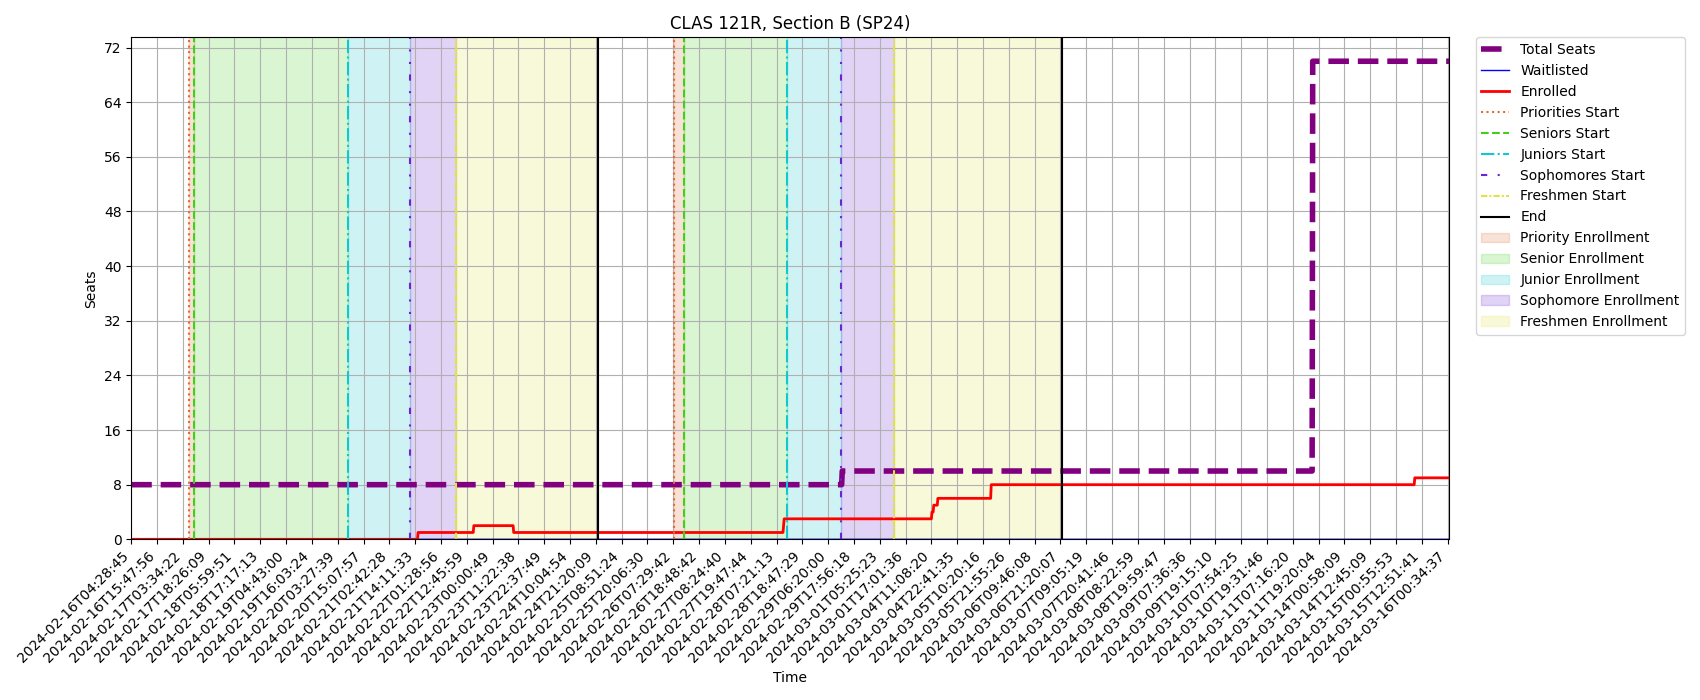 CLAS 121R, Section B (SP24)
Seats
72
64
56
48
40
32
24
16
8
0
2024-02-16T04:28:45
2024-02-16T15:47:56
2024-02-17T03:34:22
2024-02-17T18:26:09
2024-02-18T05:59:51
2024-02-18T17:17:13
2024-02-19T04:43:00
2024-02-19T16:03:24
2024-02-20T03:27:39
2024-02-20T15:07:57
2024-02-21T02:42:28
2024-02-21T14:11:33
2024-02-22T01:28:56
2024-02-22T12:45:59
2024-02-23T00:00:49
2024-02-23T11:22:38
2024-02-23T22:37:49
2024-02-24T10:04:54
2024-02-24T21:20:09
2024-02-25T08:51:24
2024-02-25T20:06:30
2024-02-26T07:29:42
2024-02-26T18:48:42
2024-02-27T08:24:40
2024-02-27T19:47:44
2024-02-28T07:21:13
2024-02-28T18:47:29
2024-02-29T06:20:00
2024-02-29T17:56:18
2024-03-01T05:25:23
2024-03-01T17:01:36
2024-03-04T11:08:20
2024-03-04T22:41:35
2024-03-05T10:20:16
2024-03-05T21:55:26
2024-03-06T09:46:08
2024-03-06T21:20:07
2024-03-07T09:05:19
2024-03-07T20:41:46
2024-03-08T08:22:59
2024-03-08T19:59:47
2024-03-09T07:36:36
2024-03-09T19:15:10
2024-03-10T07:54:25
2024-03-10T19:31:46
2024-03-11T07:16:20
2024-03-11T19:20:04
2024-03-14T00:58:09
2024-03-14T12:45:09
2024-03-15T00:55:53
2024-03-15T12:51:41
2024-03-16T00:34:37
Time
Total Seats
Waitlisted
Enrolled
Priorities Start
Seniors Start
Juniors Start
Sophomores Start
Freshmen Start
End
Priority Enrollment
Senior Enrollment
Junior Enrollment
Sophomore Enrollment
Freshmen Enrollment